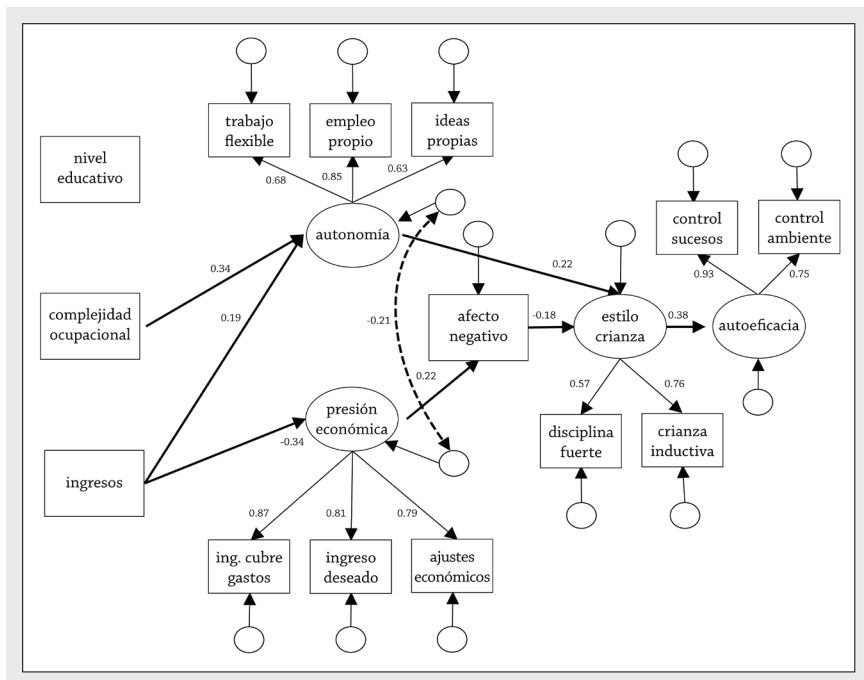 trabajo
flexible
empleo
propio
ideas
propias
nivel
educativo
0.68
0.85
0.63
autonomía
control
sucesos
control
ambiente
0.93
0.75
0.34
0.22
complejidad
ocupacional
0.19
-0.21
afecto
negativo
-0.18
estilo
crianza
0.38
autoeficacia
0.22
0.57
0.76
presión
económica
-0.34
disciplina
fuerte
crianza
inductiva
ingresos
0.87
0.81
0.79
ing. cubre
gastos
ingreso
deseado
ajustes
económicos